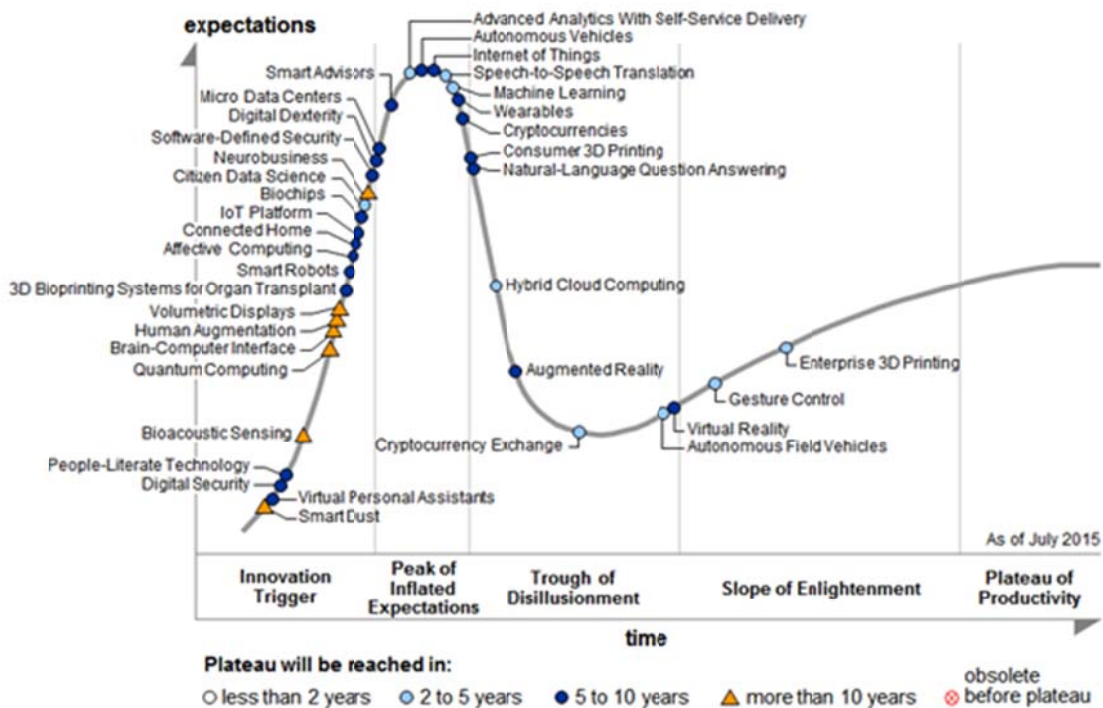 expectations
Advanced Analytics With Self-Service Delivery
Autonomous Vehicles
Internet of Things
Smart Advisors
Speech-to-Speech Translation
Machine Learning
Micro Data Centers
Wearables
Digital Dexterity
Cryptocurrencies
Software-Defined Security
Consumer 3D Printing
Neurobusiness
Natural-Language Question Answering
Citizen Data Science
Biochips
IoT Platform
Connected Home
Affective Computing
Smart Robots
3D Bioprinting Systems for Organ Transplant
Hybrid Cloud Computing
Volumetric Displays
Human Augmentation
Brain-Computer Interface
Quantum Computing
Augmented Reality
Enterprise 3D Printing
Gesture Control
Bioacoustic Sensing
Virtual Reality
Cryptocurrency Exchange
Autonomous Field Vehicles
People-Literate Technology
Digital Security
Virtual Personal Assistants
Smart Dust
As of July 2015
Innovation
Trigger
Peak of
Inflated
Expectations
Trough of
Disillusionment
Slope of Enlightenment
Plateau of
Productivity
time
Plateau will be reached in:
less than 2 years
2 to 5 years
5 to 10 years
more than 10 years
obsolete
before plateau